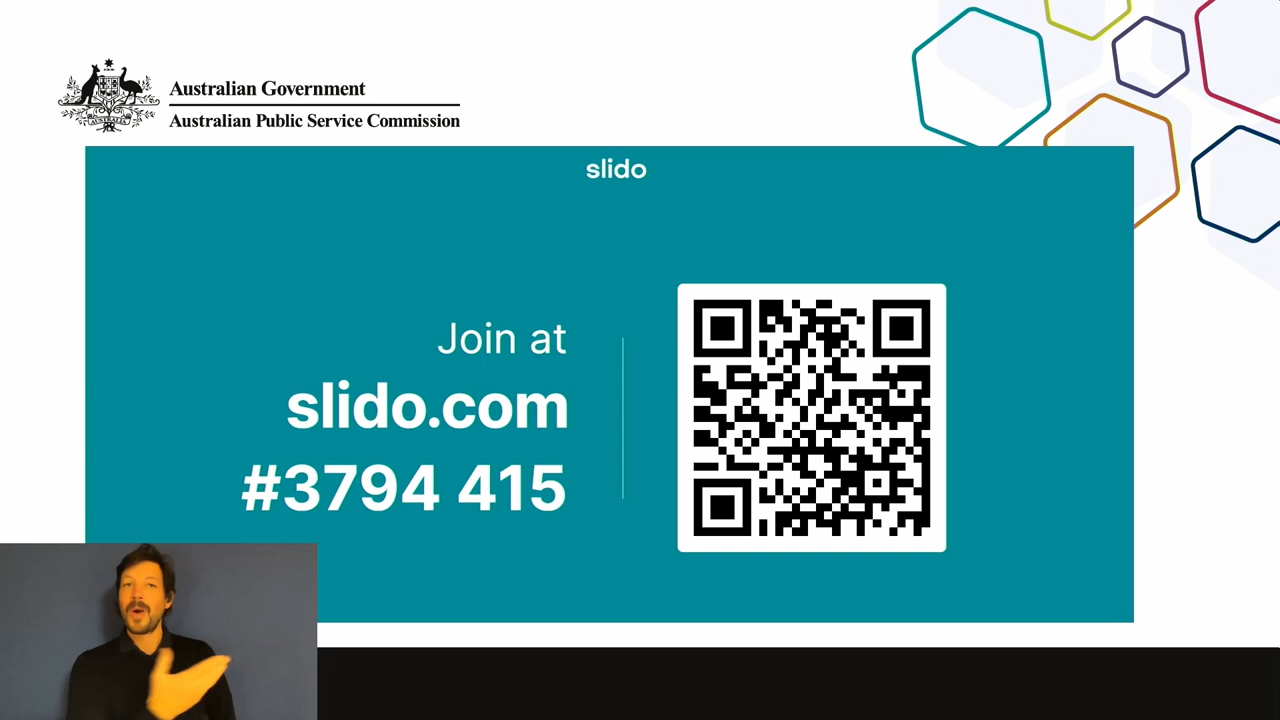 Australian Government
Australian Public Service Commission
slido
Join at
slido.com
#3794 415